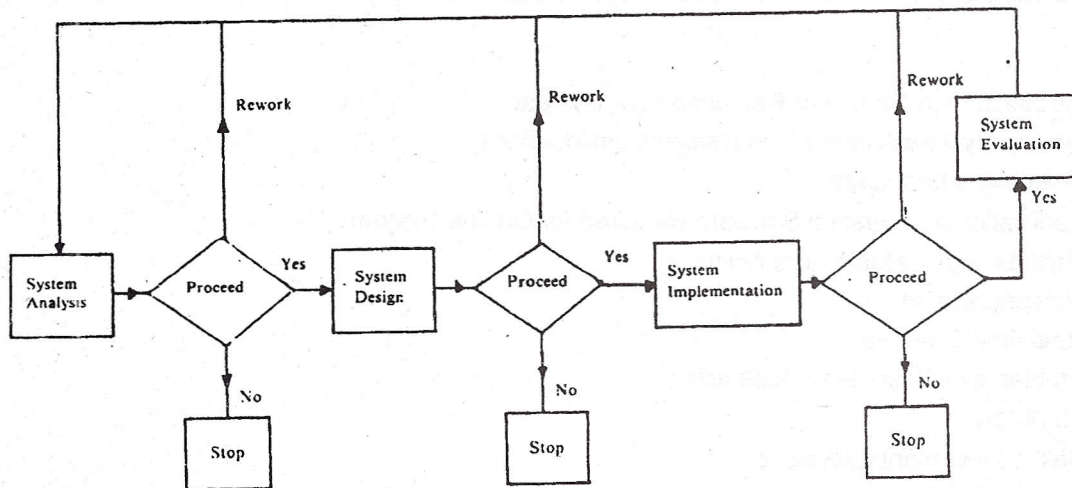 Rework
Rework
Rework
System
Evaluation
Yes
System
Analysis
Proceed
Yes
System
Design
Proceed
Yes
System
Implementation
Proceed
No
No
No
Stop
Stop
Stop